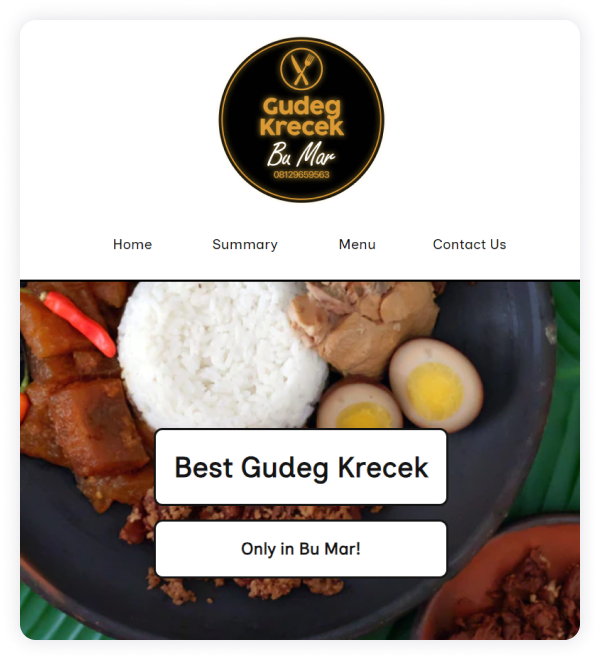 Gudeg
Krecek
Bu Mar
08129659563
Home Summary Menu Contact Us
Best Gudeg Krecek
Only in Bu Mar!